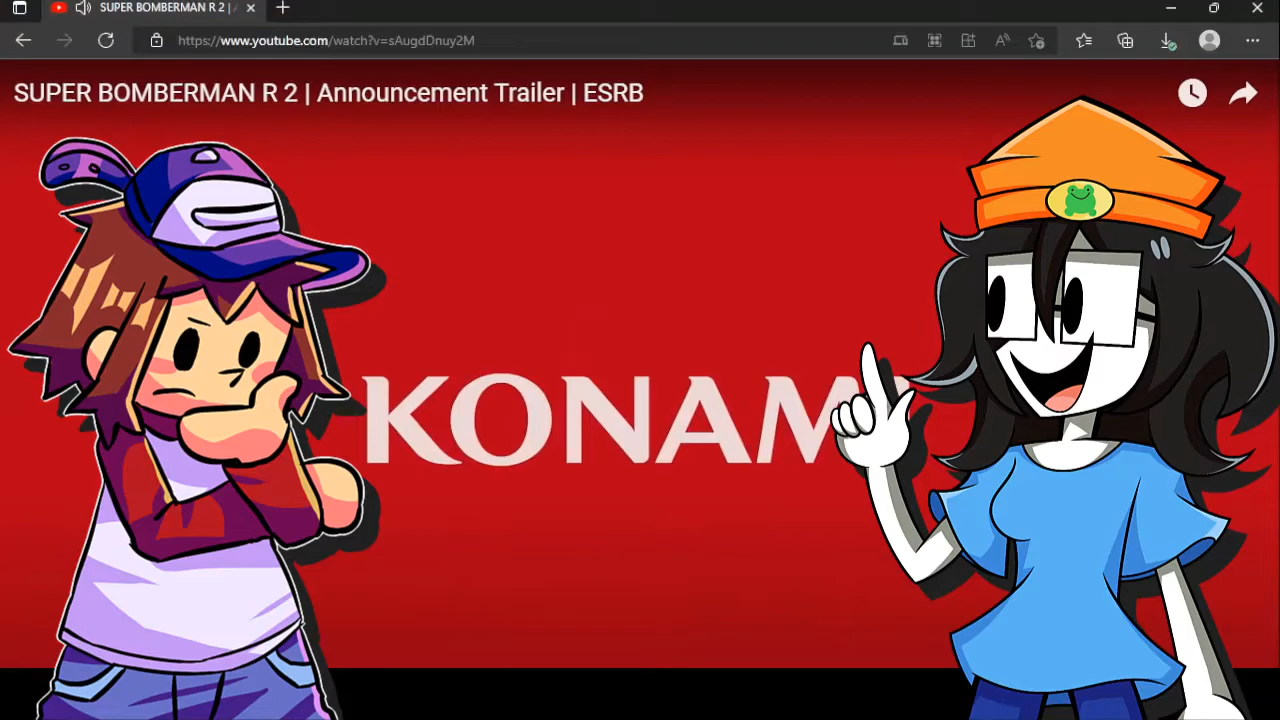 SUPER BOMBERMAN R 2 |
https://www.youtube.com/watch?v=sAugdDnuy2M
SUPER BOMBERMAN R 2 | Announcement Trailer | ESRB
KONAM